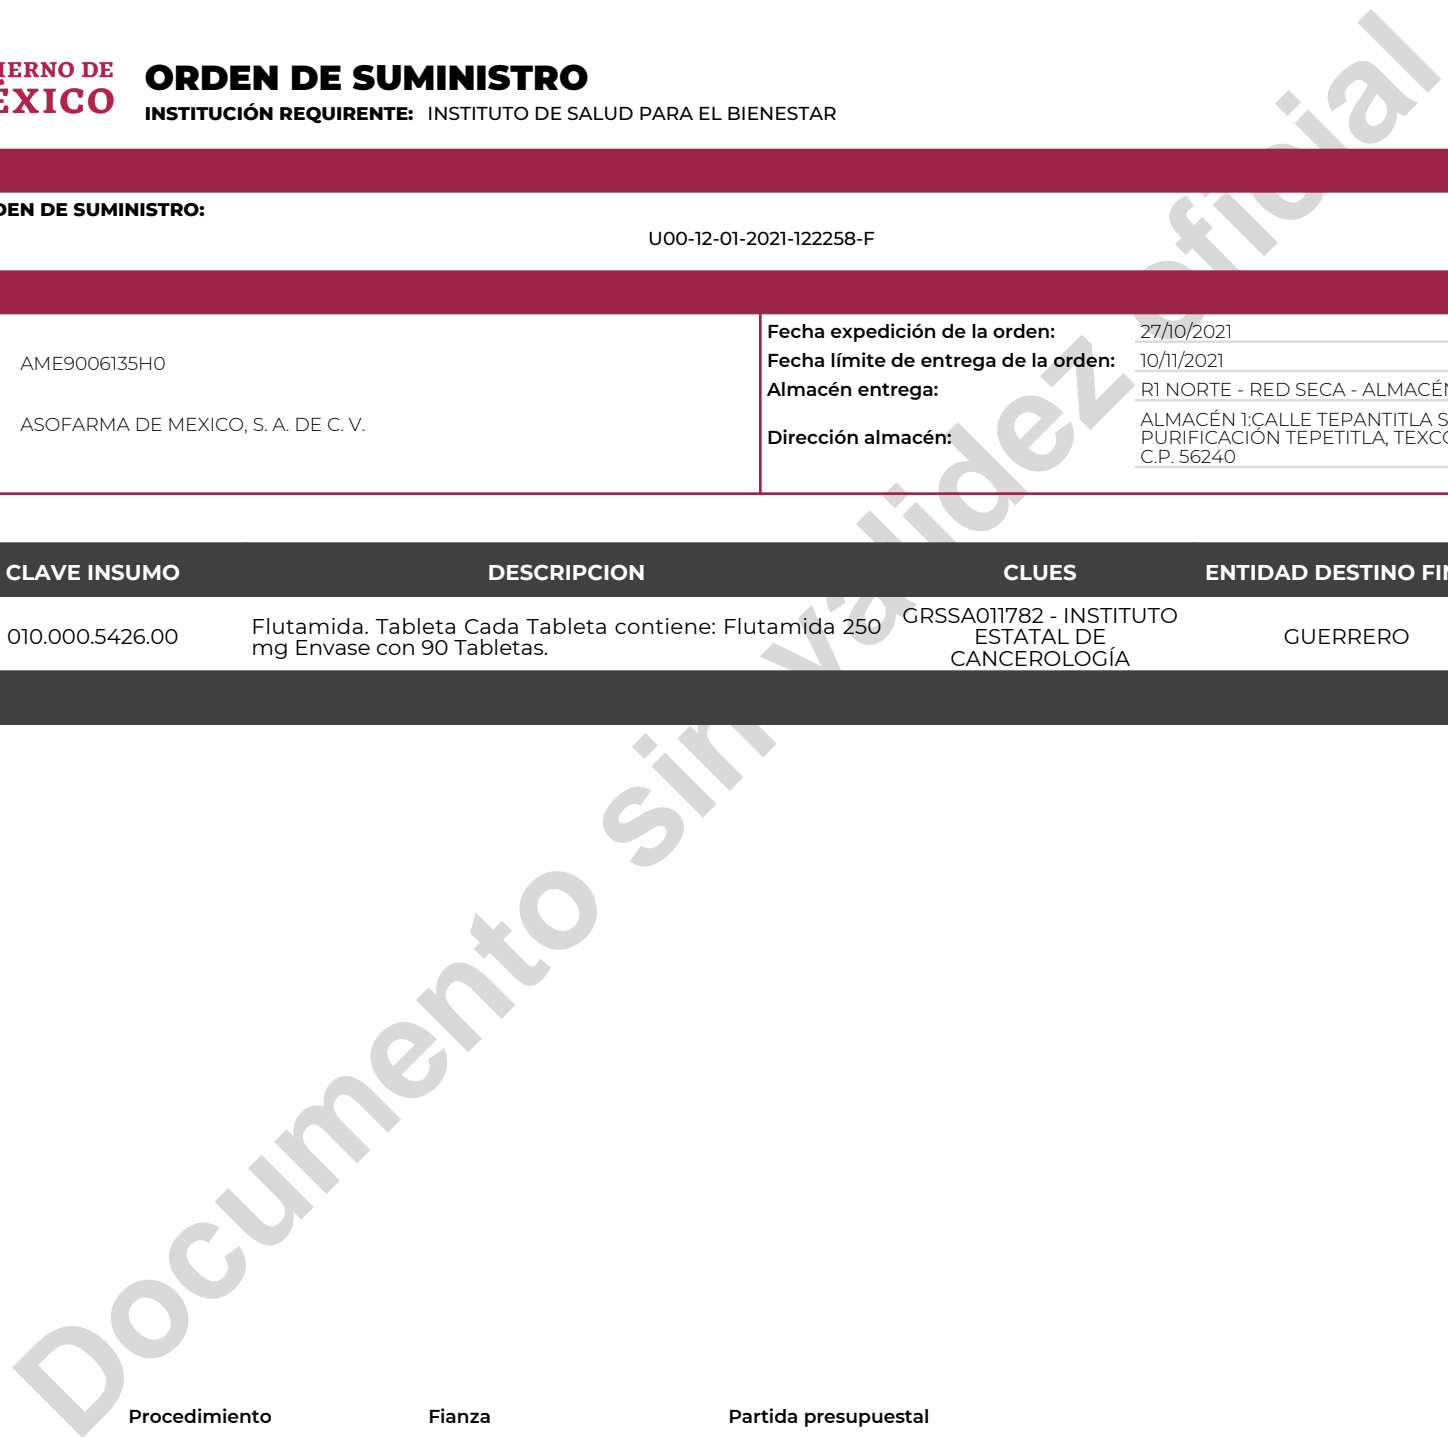 IERNO DE
ÉXICO
ORDEN DE SUMINISTRO
INSTITUCIÓN REQUIRENTE: INSTITUTO DE SALUD PARA EL BIENESTAR
DEN DE SUMINISTRO:
U00-12-01-2021-122258-F
AME9006135H0
ASOFARMA DE MEXICO, S. A. DE C. V.
Fecha expedición de la orden: 27/10/2021
Fecha límite de entrega de la orden: 10/11/2021
Almacén entrega: R1 NORTE - RED SECA - ALMACÉN
Dirección almacén: ALMACÉN 1:CALLE TEPANTITLA S
PURIFICACIÓN TEPETITLA, TEXCO
C.P. 56240
CLAVE INSUMO DESCRIPCION CLUES ENTIDAD DESTINO FIN
010.000.5426.00
Flutamida. Tableta Cada Tableta contiene: Flutamida 250
mg Envase con 90 Tabletas.
GRSSA011782 - INSTITUTO
ESTATAL DE
CANCEROLOGÍA
GUERRERO
Documento sin validez oficial
Procedimiento Fianza Partida presupuestal